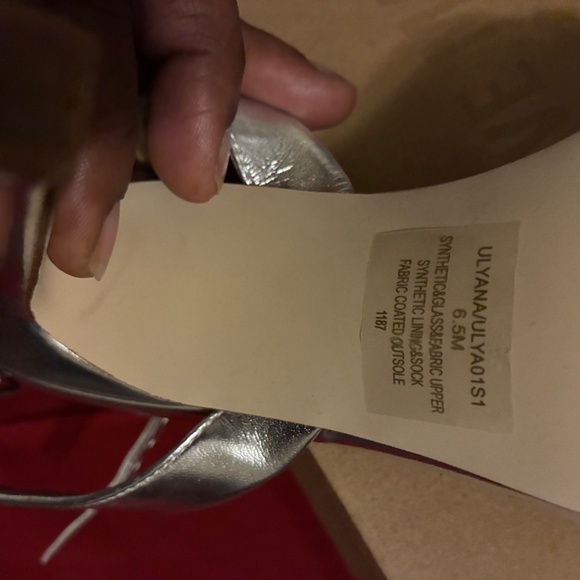 ULYANA/ULYA01S1
6.5M
SYNTHETIC&GLASS&FABRIC UPPER
SYNTHETIC LINING&SOCK
FABRIC COATED OUTSOLE
1187